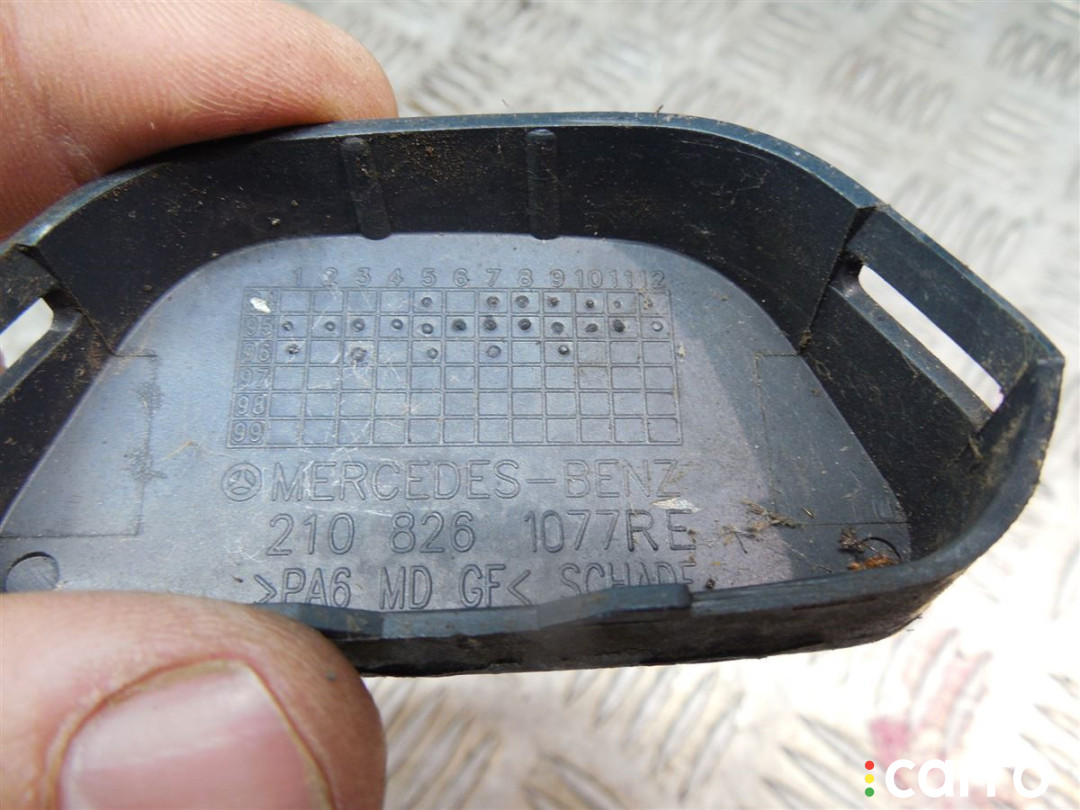 1 2 3 4 5 6 7 8 9 10 11 12
95
96
97
98
99
MERCEDES-BENZ
210 826 1077RE
>PA6 MD GF< SCHADE
carro